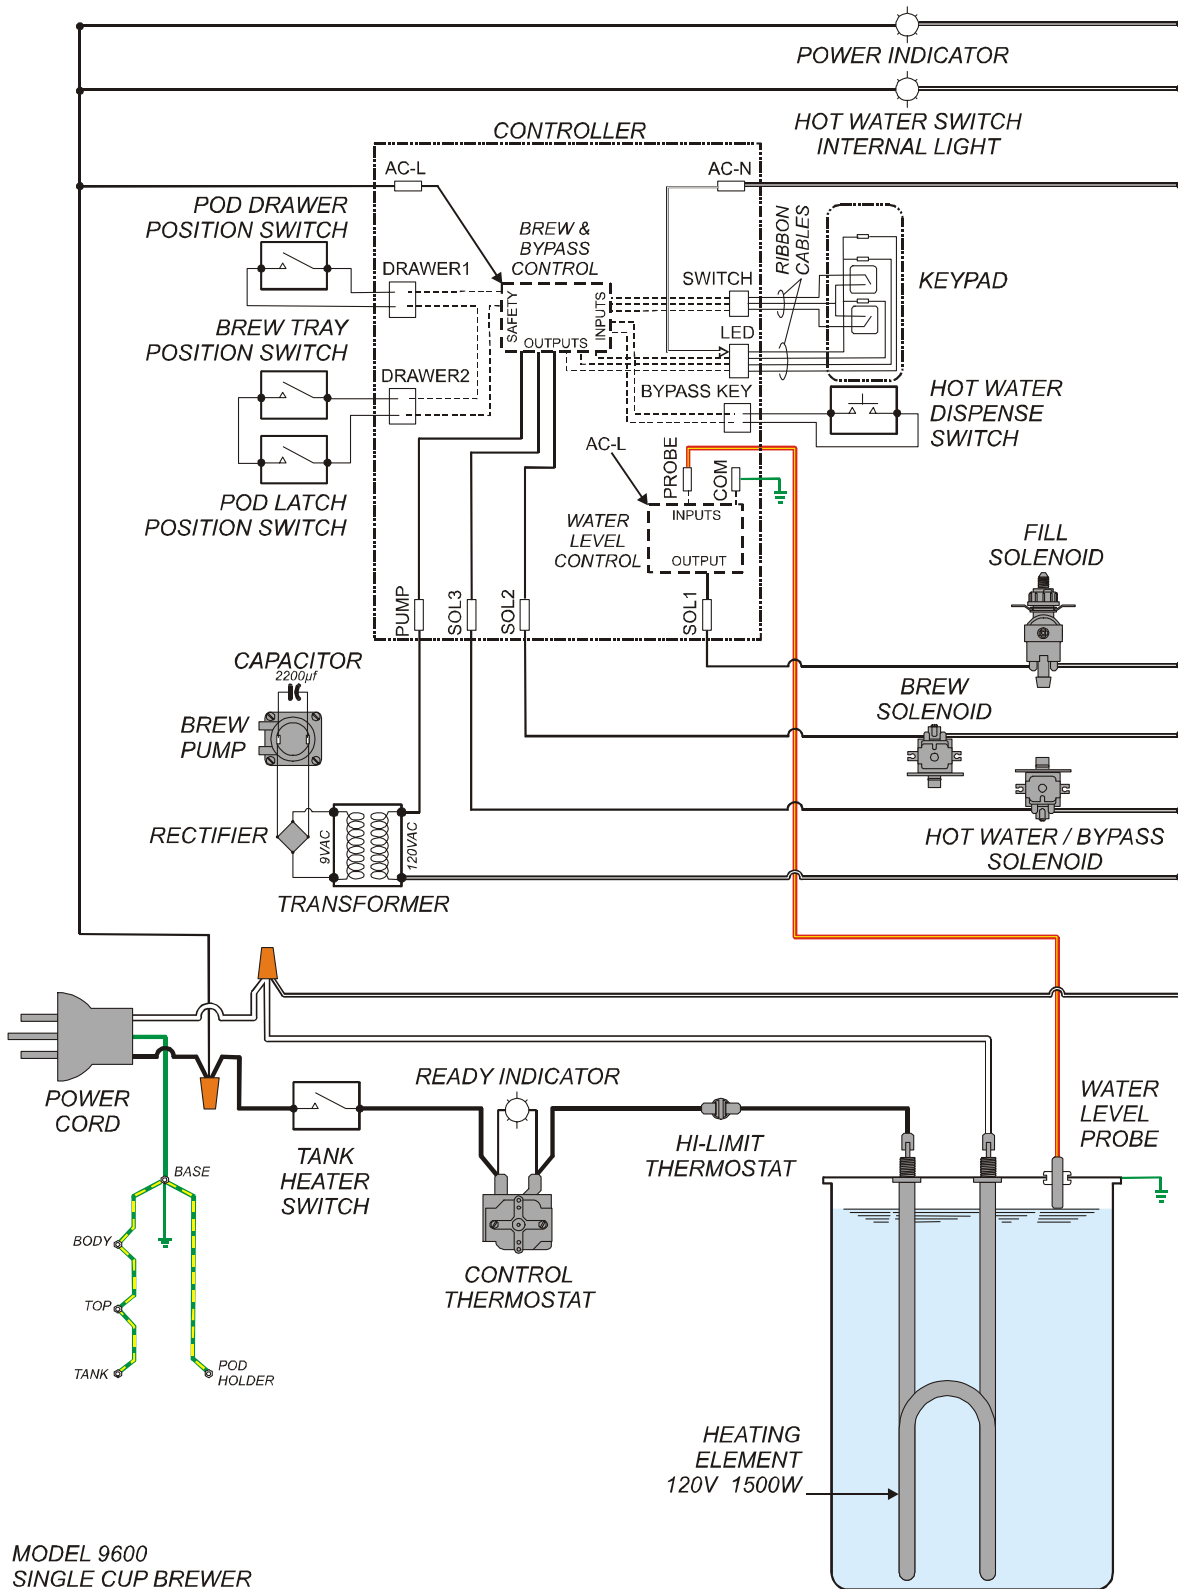 POWER INDICATOR
HOT WATER SWITCH
INTERNAL LIGHT
CONTROLLER
AC-L
AC-N
POD DRAWER
POSITION SWITCH
BREW &
BYPASS
CONTROL
RIBBON
CABLES
DRAWER1
SWITCH
KEYPAD
SAFETY
INPUTS
OUTPUTS
LED
BREW TRAY
POSITION SWITCH
DRAWER2
BYPASS KEY
HOT WATER
DISPENSE
SWITCH
AC-L
PROBE
COM
POD LATCH
POSITION SWITCH
INPUTS
WATER
LEVEL
CONTROL
OUTPUT
FILL
SOLENOID
PUMP
SOL3
SOL2
SOL1
CAPACITOR
2200µf
BREW
PUMP
BREW
SOLENOID
RECTIFIER
9VAC
120VAC
HOT WATER / BYPASS
SOLENOID
TRANSFORMER
POWER
CORD
READY INDICATOR
WATER
LEVEL
PROBE
TANK
HEATER
SWITCH
HI-LIMIT
THERMOSTAT
BASE
BODY
CONTROL
THERMOSTAT
TOP
TANK
POD
HOLDER
HEATING
ELEMENT
120V 1500W
MODEL 9600
SINGLE CUP BREWER